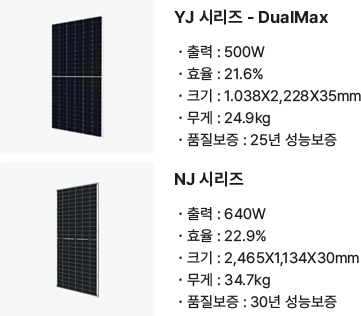 YJ 시리즈 - DualMax
· 출력 : 500W
· 효율 : 21.6%
· 크기 : 1.038X2,228X35mm
· 무게 : 24.9kg
· 품질보증 : 25년 성능보증
NJ 시리즈
· 출력 : 640W
· 효율 : 22.9%
· 크기 : 2,465X1,134X30mm
· 무게 : 34.7kg
· 품질보증 : 30년 성능보증